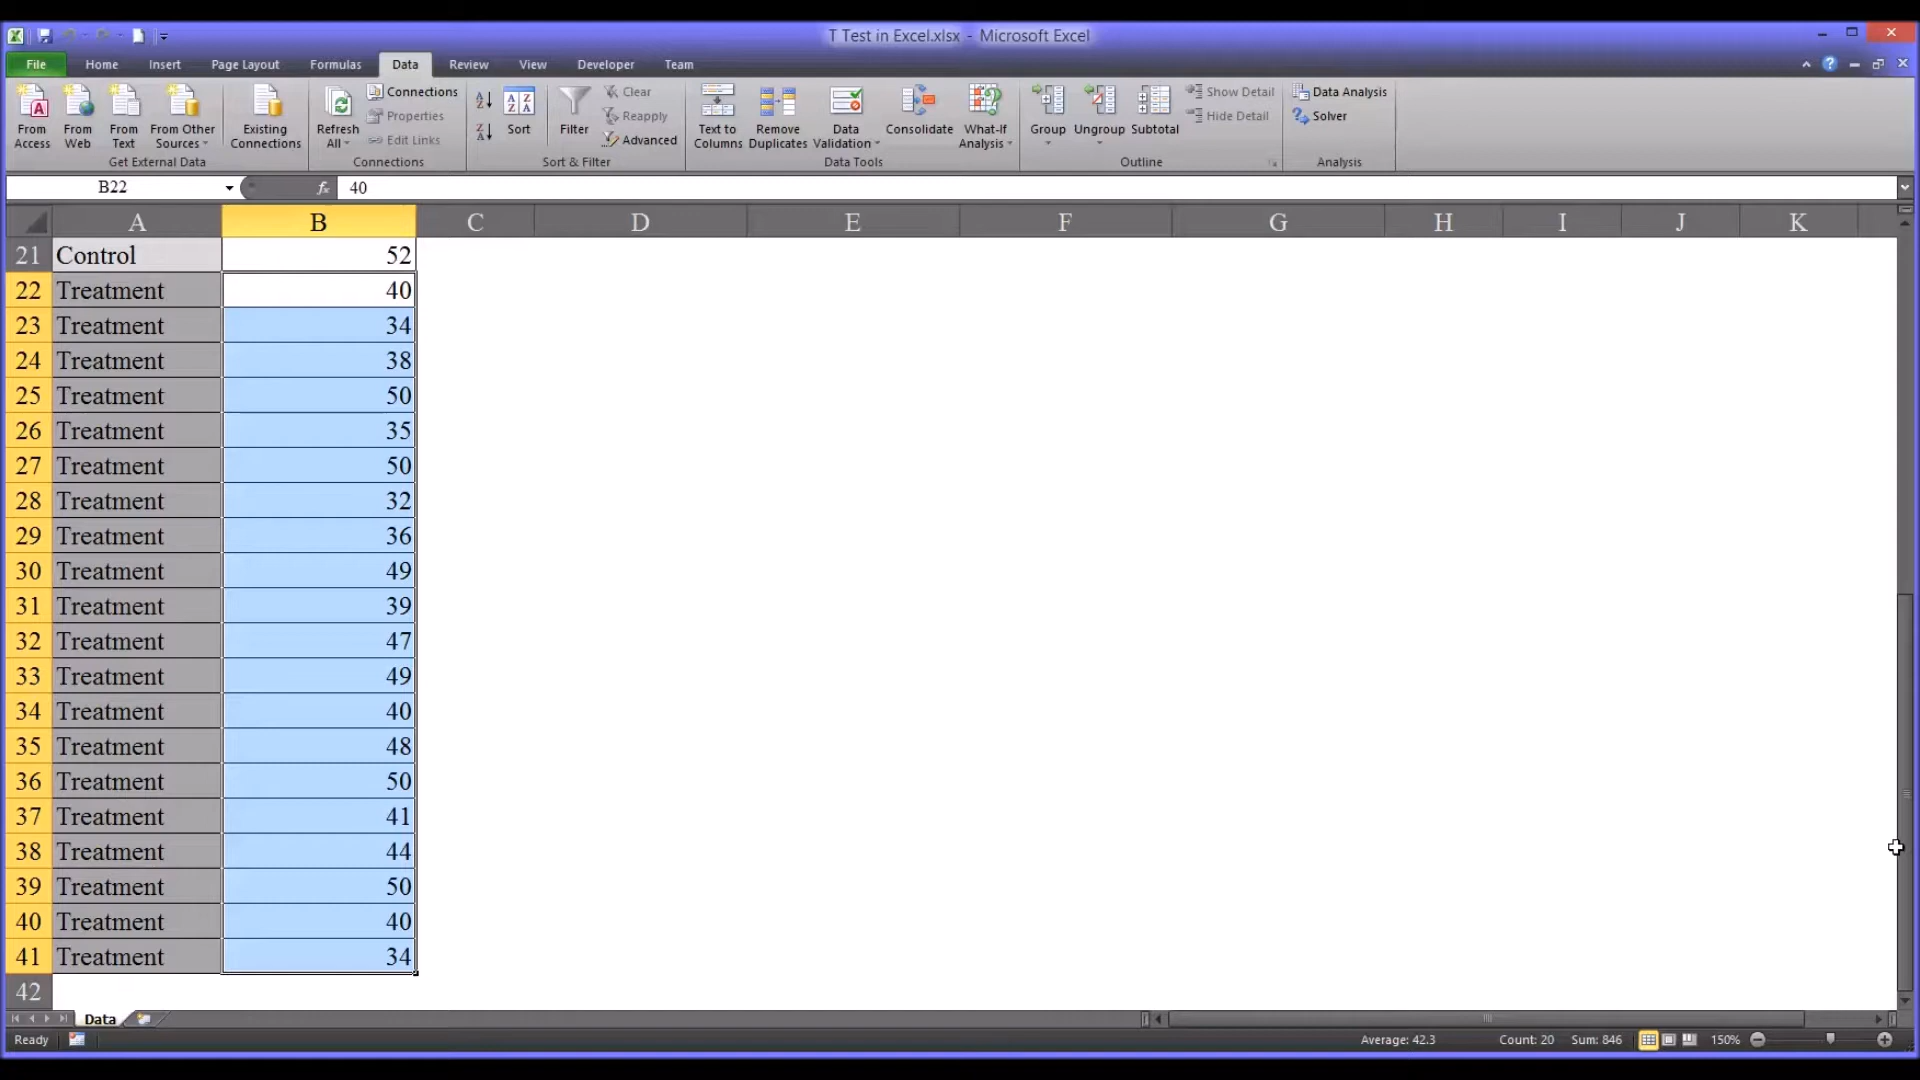 T Test in Excel.xlsx - Microsoft Excel
File Home Insert Page Layout Formulas Data Review View Developer Team
From Access
From Web
From Text
From Other Sources
Existing Connections
Get External Data
Refresh All
Connections
Properties
Edit Links
Connections
Sort
Filter
Clear
Reapply
Advanced
Sort & Filter
Text to Columns
Remove Duplicates
Data Validation
Consolidate
What-If Analysis
Data Tools
Group
Ungroup
Subtotal
Show Detail
Hide Detail
Outline
Data Analysis
Solver
Analysis
B22 fx 40
A B C D E F G H I J K
21 Control 52
22 Treatment 40
23 Treatment 34
24 Treatment 38
25 Treatment 50
26 Treatment 35
27 Treatment 50
28 Treatment 32
29 Treatment 36
30 Treatment 49
31 Treatment 39
32 Treatment 47
33 Treatment 49
34 Treatment 40
35 Treatment 48
36 Treatment 50
37 Treatment 41
38 Treatment 44
39 Treatment 50
40 Treatment 40
41 Treatment 34
42
Data
Ready Average: 42.3 Count: 20 Sum: 846 150%